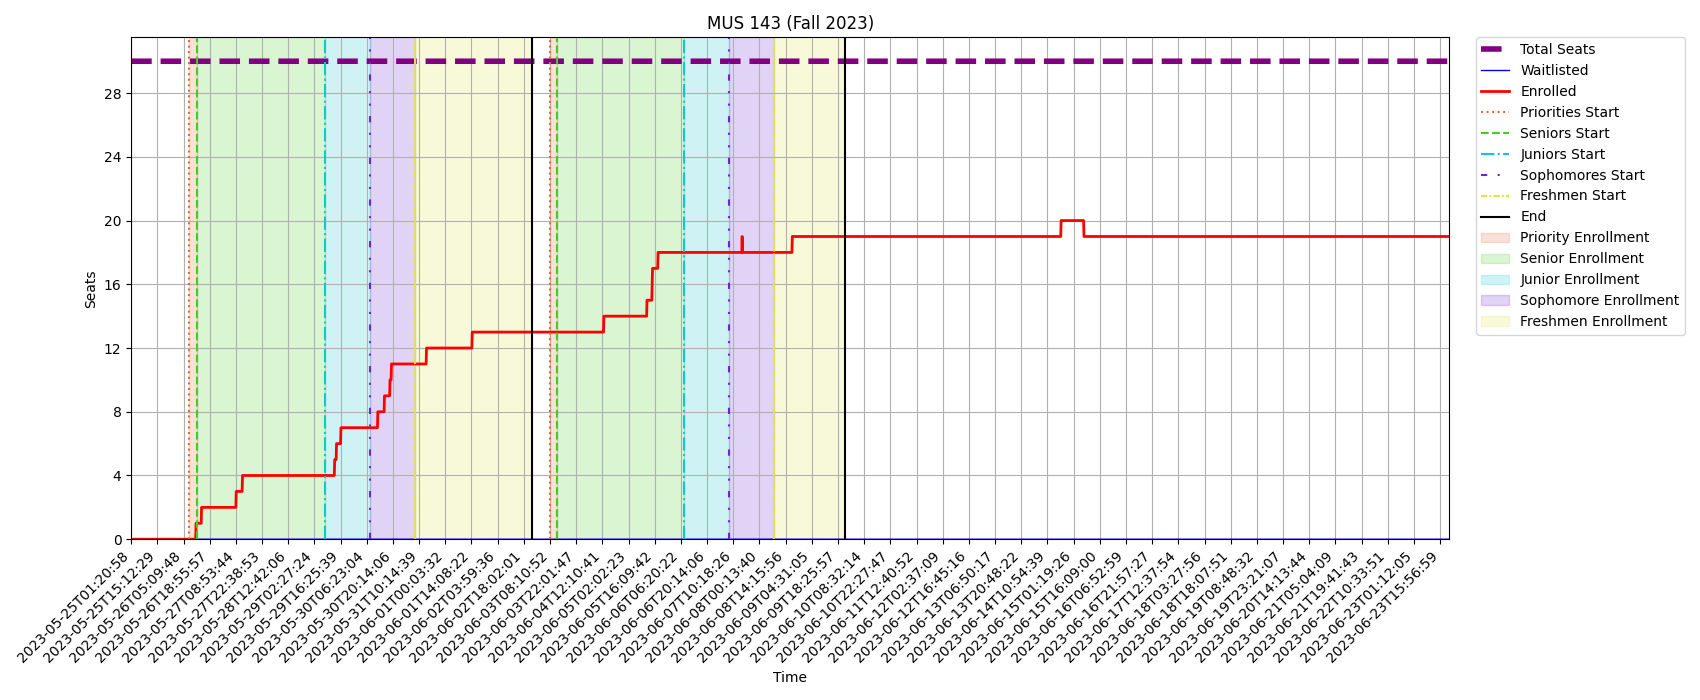 MUS 143 (Fall 2023)
Total Seats
Waitlisted
Enrolled
Priorities Start
Seniors Start
Juniors Start
Sophomores Start
Freshmen Start
End
Priority Enrollment
Senior Enrollment
Junior Enrollment
Sophomore Enrollment
Freshmen Enrollment
Seats
28
24
20
16
12
8
4
0
2023-05-25T01:20:58
2023-05-25T15:12:29
2023-05-26T05:09:48
2023-05-26T18:55:57
2023-05-27T08:53:44
2023-05-27T22:38:53
2023-05-28T12:42:06
2023-05-29T02:27:24
2023-05-29T16:25:39
2023-05-30T06:23:04
2023-05-30T20:14:06
2023-05-31T10:14:39
2023-06-01T00:03:32
2023-06-01T14:08:22
2023-06-02T03:59:36
2023-06-02T18:02:01
2023-06-03T08:10:52
2023-06-03T22:01:47
2023-06-04T12:10:41
2023-06-05T02:02:23
2023-06-05T16:09:42
2023-06-06T06:20:22
2023-06-06T20:14:06
2023-06-07T10:18:26
2023-06-08T00:13:40
2023-06-08T14:15:56
2023-06-09T04:31:05
2023-06-09T18:25:57
2023-06-10T08:32:14
2023-06-10T22:27:47
2023-06-11T12:40:52
2023-06-12T02:37:09
2023-06-12T16:45:16
2023-06-13T06:50:17
2023-06-13T20:48:22
2023-06-14T10:54:39
2023-06-15T01:19:26
2023-06-15T16:09:00
2023-06-16T06:52:59
2023-06-16T21:57:27
2023-06-17T12:37:54
2023-06-18T03:27:56
2023-06-18T18:07:51
2023-06-19T08:48:32
2023-06-19T23:21:07
2023-06-20T14:13:44
2023-06-21T05:04:09
2023-06-21T19:41:43
2023-06-22T10:33:51
2023-06-23T01:12:05
2023-06-23T15:56:59
Time